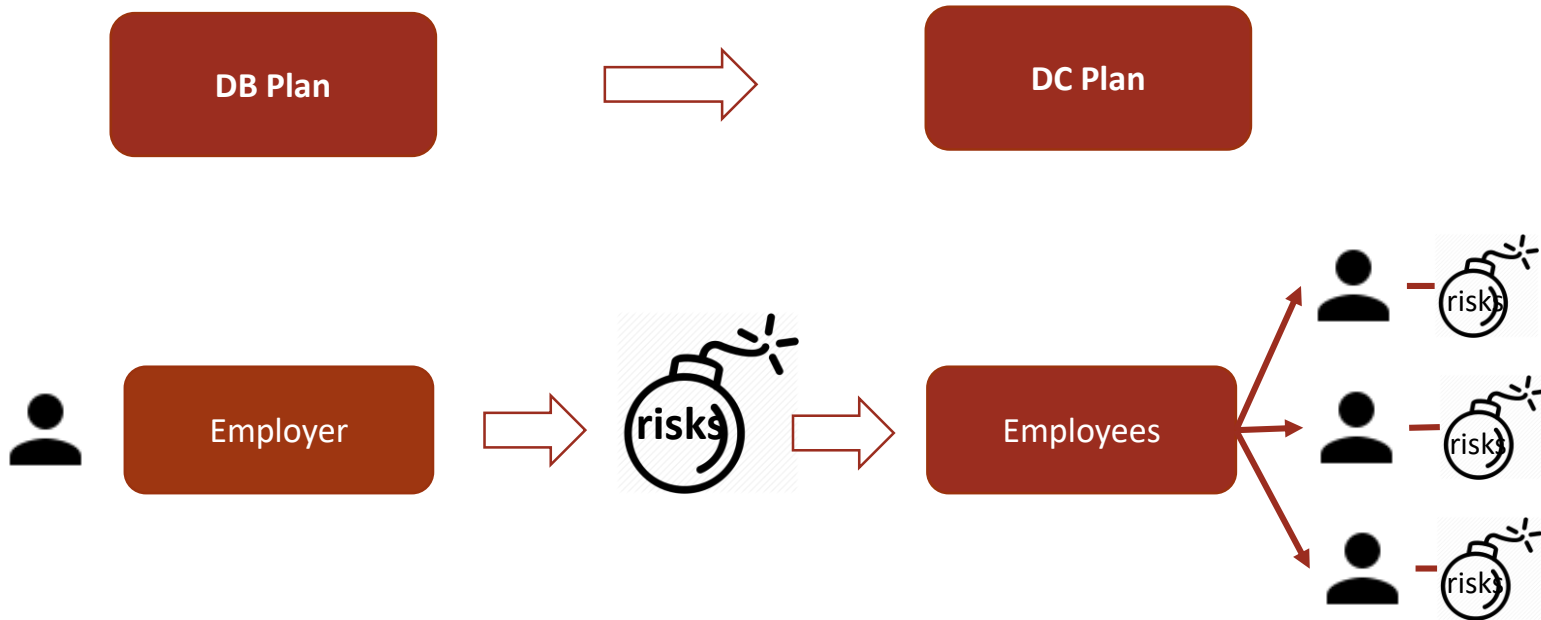 DB Plan
DC Plan
risks
Employer
risks
Employees
risks
risks